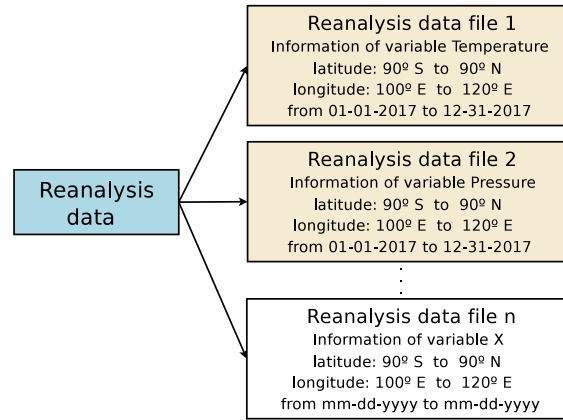 Reanalysis data file 1
Information of variable Temperature
latitude: 90º S to 90º N
longitude: 100º E to 120º E
from 01-01-2017 to 12-31-2017
Reanalysis
data
Reanalysis data file 2
Information of variable Pressure
latitude: 90º S to 90º N
longitude: 100º E to 120º E
from 01-01-2017 to 12-31-2017
Reanalysis data file n
Information of variable X
latitude: 90º S to 90º N
longitude: 100º E to 120º E
from mm-dd-yyyy to mm-dd-yyyy